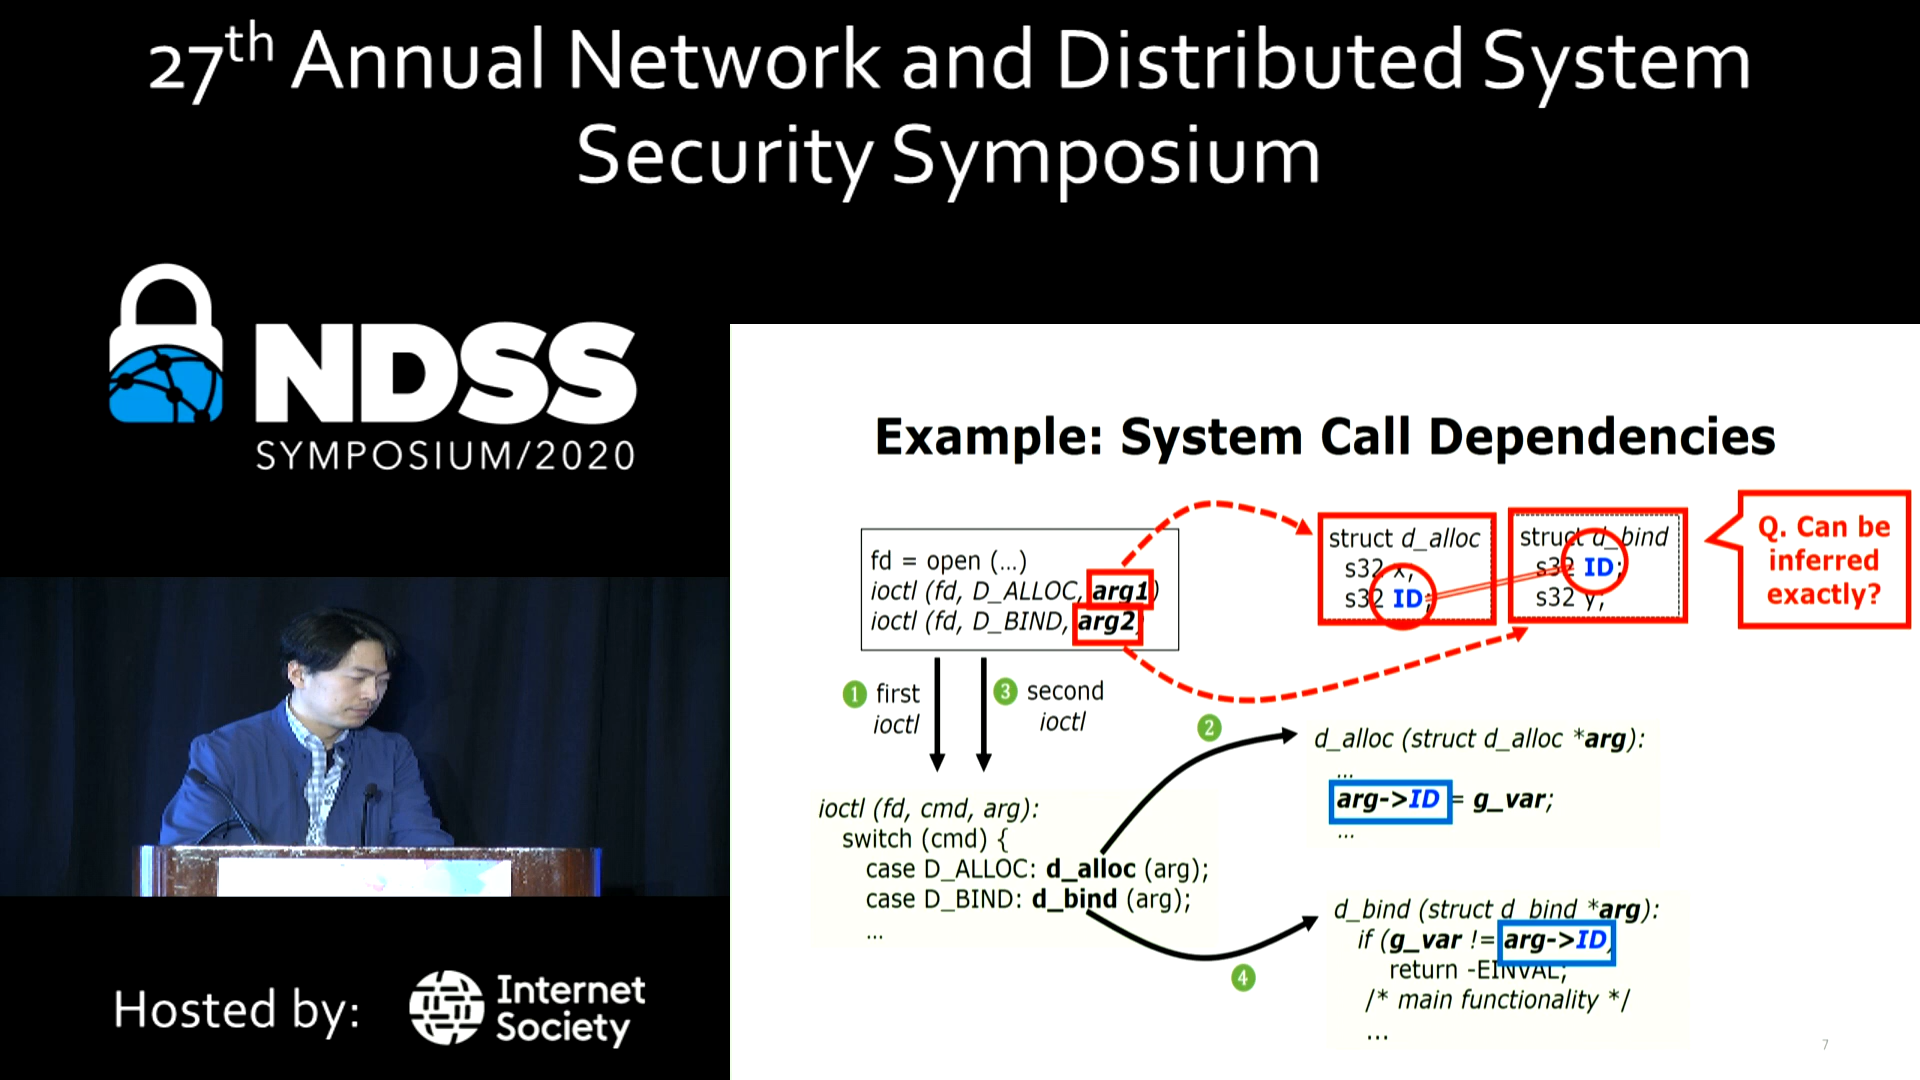 27th Annual Network and Distributed System
Security Symposium
NDSS
SYMPOSIUM/2020
Example: System Call Dependencies
fd = open (...)
ioctl (fd, D_ALLOC, arg1)
ioctl (fd, D_BIND, arg2)
struct d_alloc
s32 x;
s32 ID;
struct d_bind
s32 ID;
s32 y;
Q. Can be
inferred
exactly?
1 first
ioctl
3 second
ioctl
2
ioctl (fd, cmd, arg):
switch (cmd) {
case D_ALLOC: d_alloc (arg);
case D_BIND: d_bind (arg);
...
d_alloc (struct d_alloc *arg):
...
arg->ID = g_var;
...
4
d_bind (struct d_bind *arg):
if (g_var != arg->ID)
return -EINVAL;
/* main functionality */
...
7
Hosted by:
Internet
Society